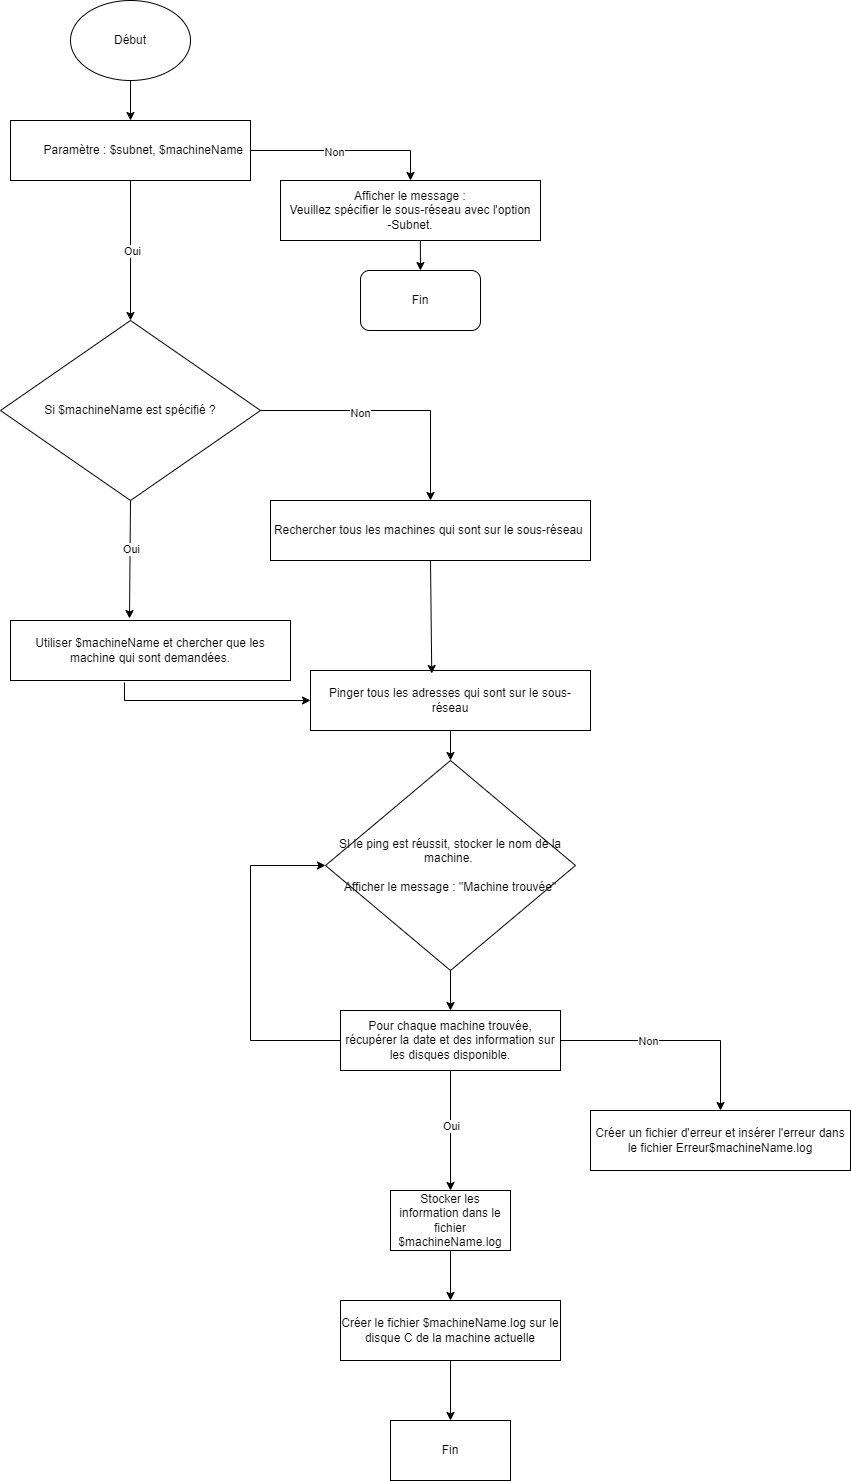 Début
Paramètre : $subnet, $machineName
Non
Afficher le message :
Veuillez spécifier le sous-réseau avec l'option
-Subnet.
Oui
Fin
Si $machineName est spécifié ?
Non
Rechercher tous les machines qui sont sur le sous-réseau
Oui
Utiliser $machineName et chercher que les
machine qui sont demandées.
Pinger tous les adresses qui sont sur le sous-
réseau
SI le ping est réussit, stocker le nom de la
machine.
Afficher le message : "Machine trouvée"
Pour chaque machine trouvée,
récupérer la date et des information sur
les disques disponible.
Non
Créer un fichier d'erreur et insérer l'erreur dans
le fichier Erreur$machineName.log
Oui
Stocker les
information dans le
fichier
$machineName.log
Créer le fichier $machineName.log sur le
disque C de la machine actuelle
Fin